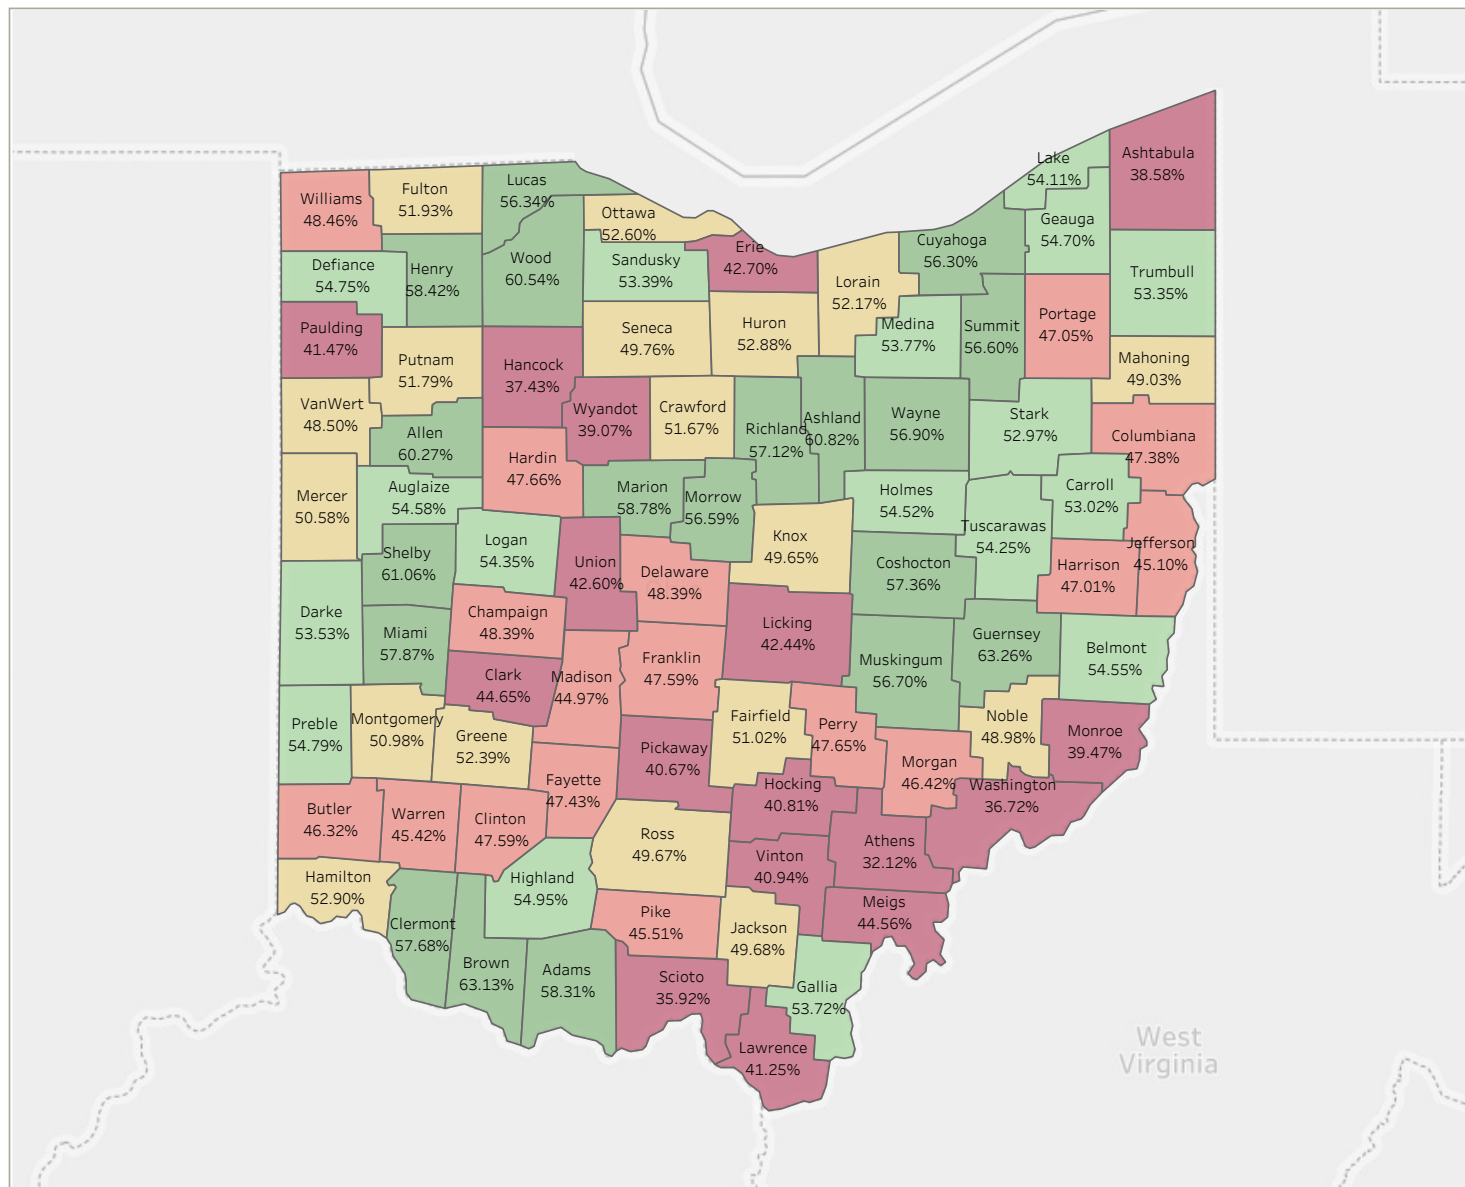 Lake
54.11%
Ashtabula
38.58%
Williams
48.46%
Fulton
51.93%
Lucas
56.34%
Ottawa
52.60%
Geauga
54.70%
Erie
42.70%
Cuyahoga
56.30%
Defiance
54.75%
Henry
58.42%
Wood
60.54%
Sandusky
53.39%
Lorain
52.17%
Trumbull
53.35%
Paulding
41.47%
Seneca
49.76%
Huron
52.88%
Medina
53.77%
Summit
56.60%
Portage
47.05%
Putnam
51.79%
Hancock
37.43%
Mahoning
49.03%
VanWert
48.50%
Wyandot
39.07%
Crawford
51.67%
Ashland
60.82%
Wayne
56.90%
Stark
52.97%
Allen
60.27%
Richland
57.12%
Columbiana
47.38%
Hardin
47.66%
Mercer
50.58%
Auglaize
54.58%
Marion
58.78%
Morrow
56.59%
Holmes
54.52%
Carroll
53.02%
Tuscarawas
54.25%
Shelby
61.06%
Logan
54.35%
Knox
49.65%
Jefferson
45.10%
Union
42.60%
Delaware
48.39%
Coshocton
57.36%
Harrison
47.01%
Darke
53.53%
Miami
57.87%
Champaign
48.39%
Licking
42.44%
Guernsey
63.26%
Belmont
54.55%
Clark
44.65%
Madison
44.97%
Franklin
47.59%
Muskingum
56.70%
Preble
54.79%
Montgomery
50.98%
Greene
52.39%
Fairfield
51.02%
Perry
47.65%
Noble
48.98%
Monroe
39.47%
Pickaway
40.67%
Morgan
46.42%
Fayette
47.43%
Hocking
40.81%
Washington
36.72%
Butler
46.32%
Warren
45.42%
Clinton
47.59%
Ross
49.67%
Athens
32.12%
Vinton
40.94%
Hamilton
52.90%
Highland
54.95%
Meigs
44.56%
Clermont
57.68%
Pike
45.51%
Jackson
49.68%
Brown
63.13%
Adams
58.31%
Scioto
35.92%
Gallia
53.72%
Lawrence
41.25%
West
Virginia